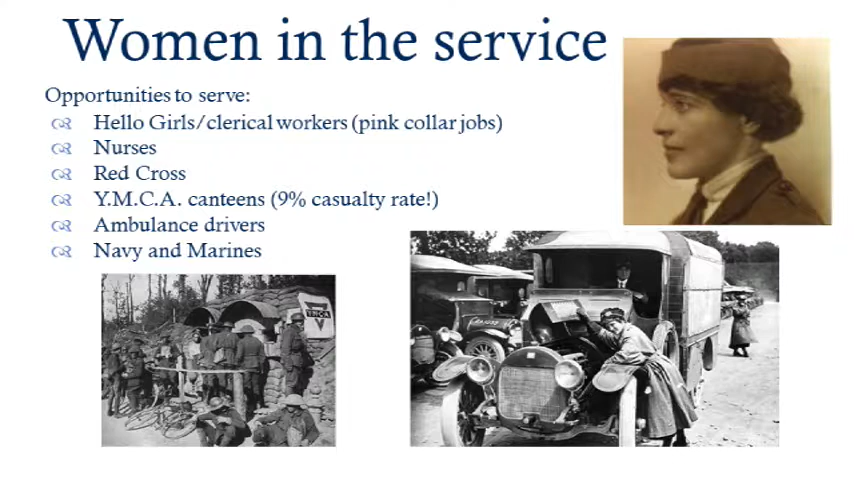 Women in the service
Opportunities to serve:
Hello Girls/clerical workers (pink collar jobs)
Nurses
Red Cross
Y.M.C.A. canteens (9% casualty rate!)
Ambulance drivers
Navy and Marines
YMCA